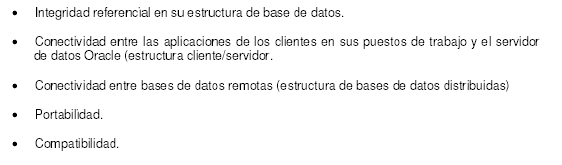 • Integridad referencial en su estructura de base de datos.
• Conectividad entre las aplicaciones de los clientes en sus puestos de trabajo y el servidor
de datos Oracle (estructura cliente/servidor.
• Conectividad entre bases de datos remotas (estructura de bases de datos distribuidas)
• Portabilidad.
• Compatibilidad.